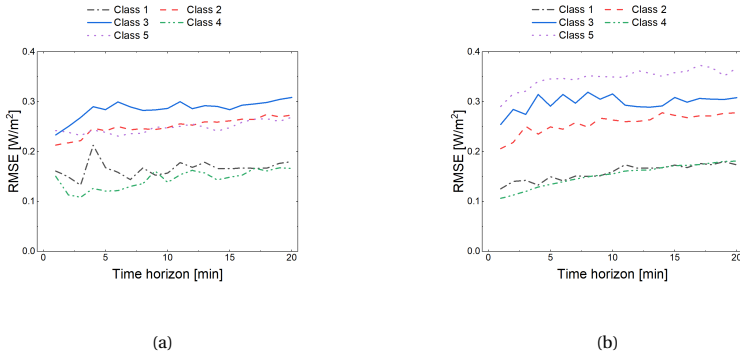 Class 1 Class 2
Class 3 Class 4
Class 5
0.4
0.3
0.2
0.1
0.0
RMSE [W/m²]
0 5 10 15 20
Time horizon [min]
(a)
Class 1 Class 2
Class 3 Class 4
Class 5
0.4
0.3
0.2
0.1
0.0
RMSE [W/m²]
0 5 10 15 20
Time horizon [min]
(b)